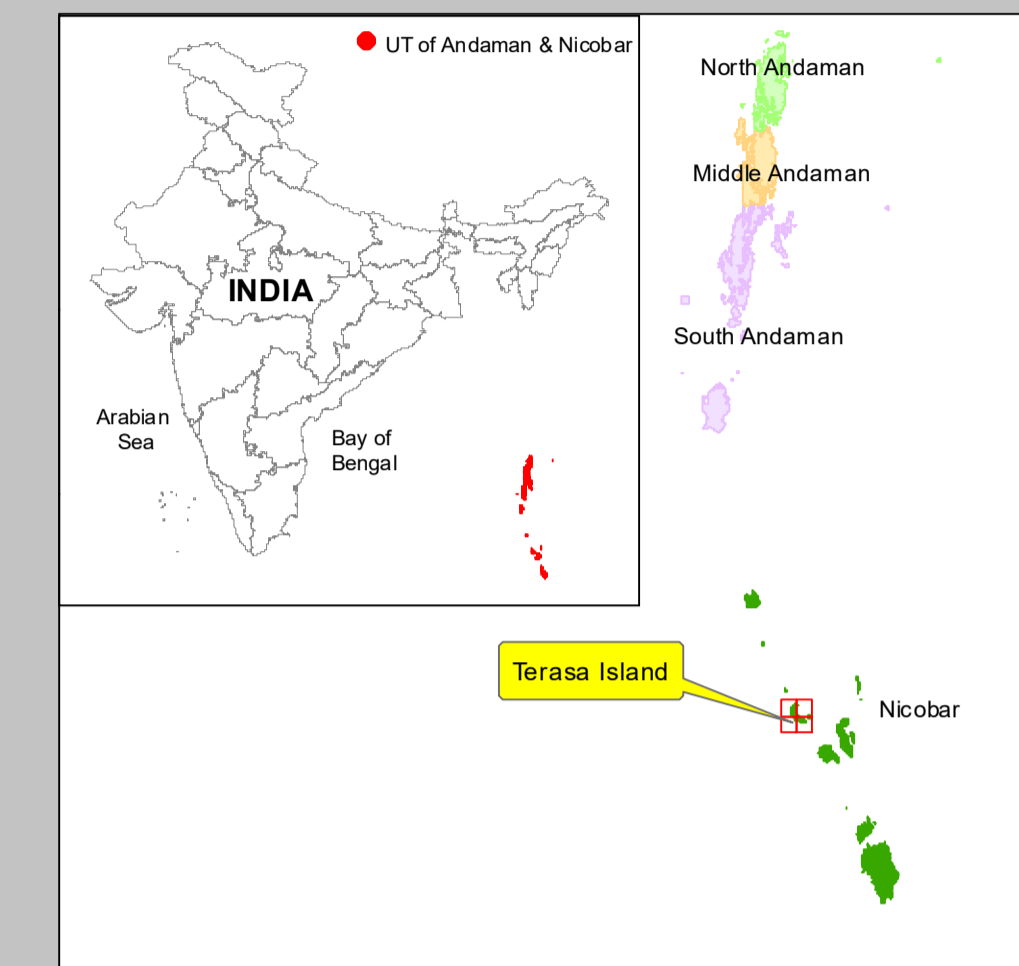 UT of Andaman & Nicobar
INDIA
Arabian
Sea
Bay of
Bengal
North Andaman
Middle Andaman
South Andaman
Terasa Island
Nicobar